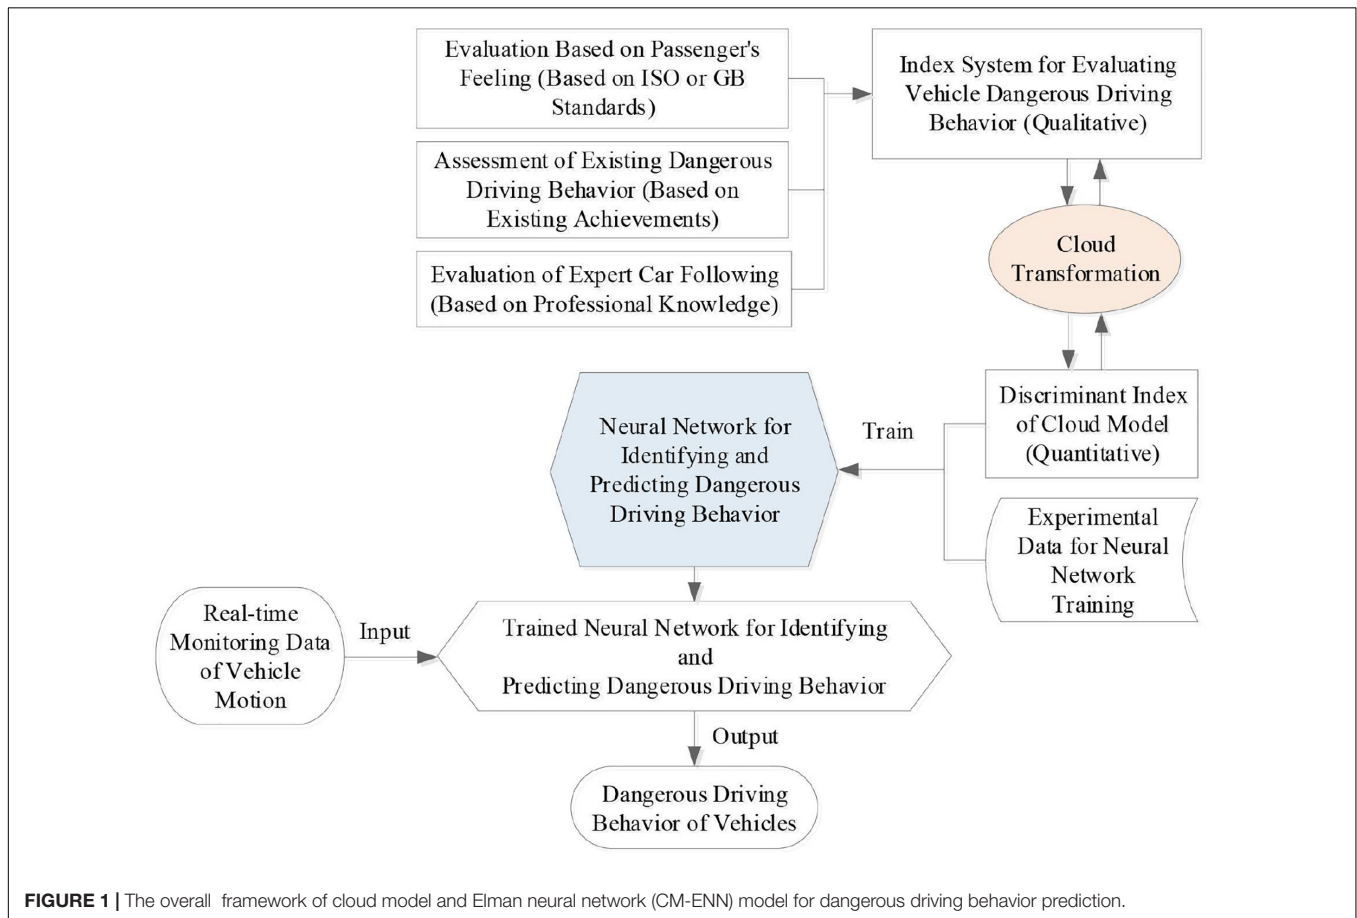 Evaluation Based on Passenger's
Feeling (Based on ISO or GB
Standards)
Assessment of Existing Dangerous
Driving Behavior (Based on
Existing Achievements)
Evaluation of Expert Car Following
(Based on Professional Knowledge)
Index System for Evaluating
Vehicle Dangerous Driving
Behavior (Qualitative)
Cloud
Transformation
Discriminant Index
of Cloud Model
(Quantitative)
Experimental
Data for Neural
Network
Training
Train
Neural Network for
Identifying and
Predicting Dangerous
Driving Behavior
Real-time
Monitoring Data
of Vehicle
Motion
Input
Trained Neural Network for Identifying
and
Predicting Dangerous Driving Behavior
Output
Dangerous Driving
Behavior of Vehicles
FIGURE 1 | The overall framework of cloud model and Elman neural network (CM-ENN) model for dangerous driving behavior prediction.